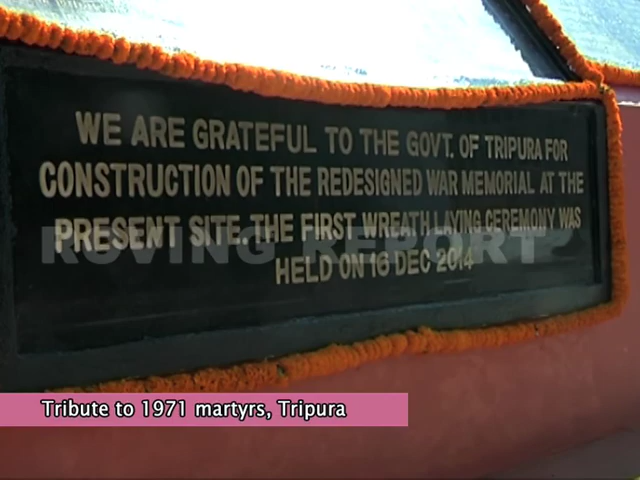 WE ARE GRATEFUL TO THE GOVT. OF TRIPURA FOR
CONSTRUCTION OF THE REDESIGNED WAR MEMORIAL AT THE
PRESENT SITE. THE FIRST WREATH LAYING CEREMONY WAS
ROVING REPORT
HELD ON 16 DEC 2014
Tribute to 1971 martyrs, Tripura